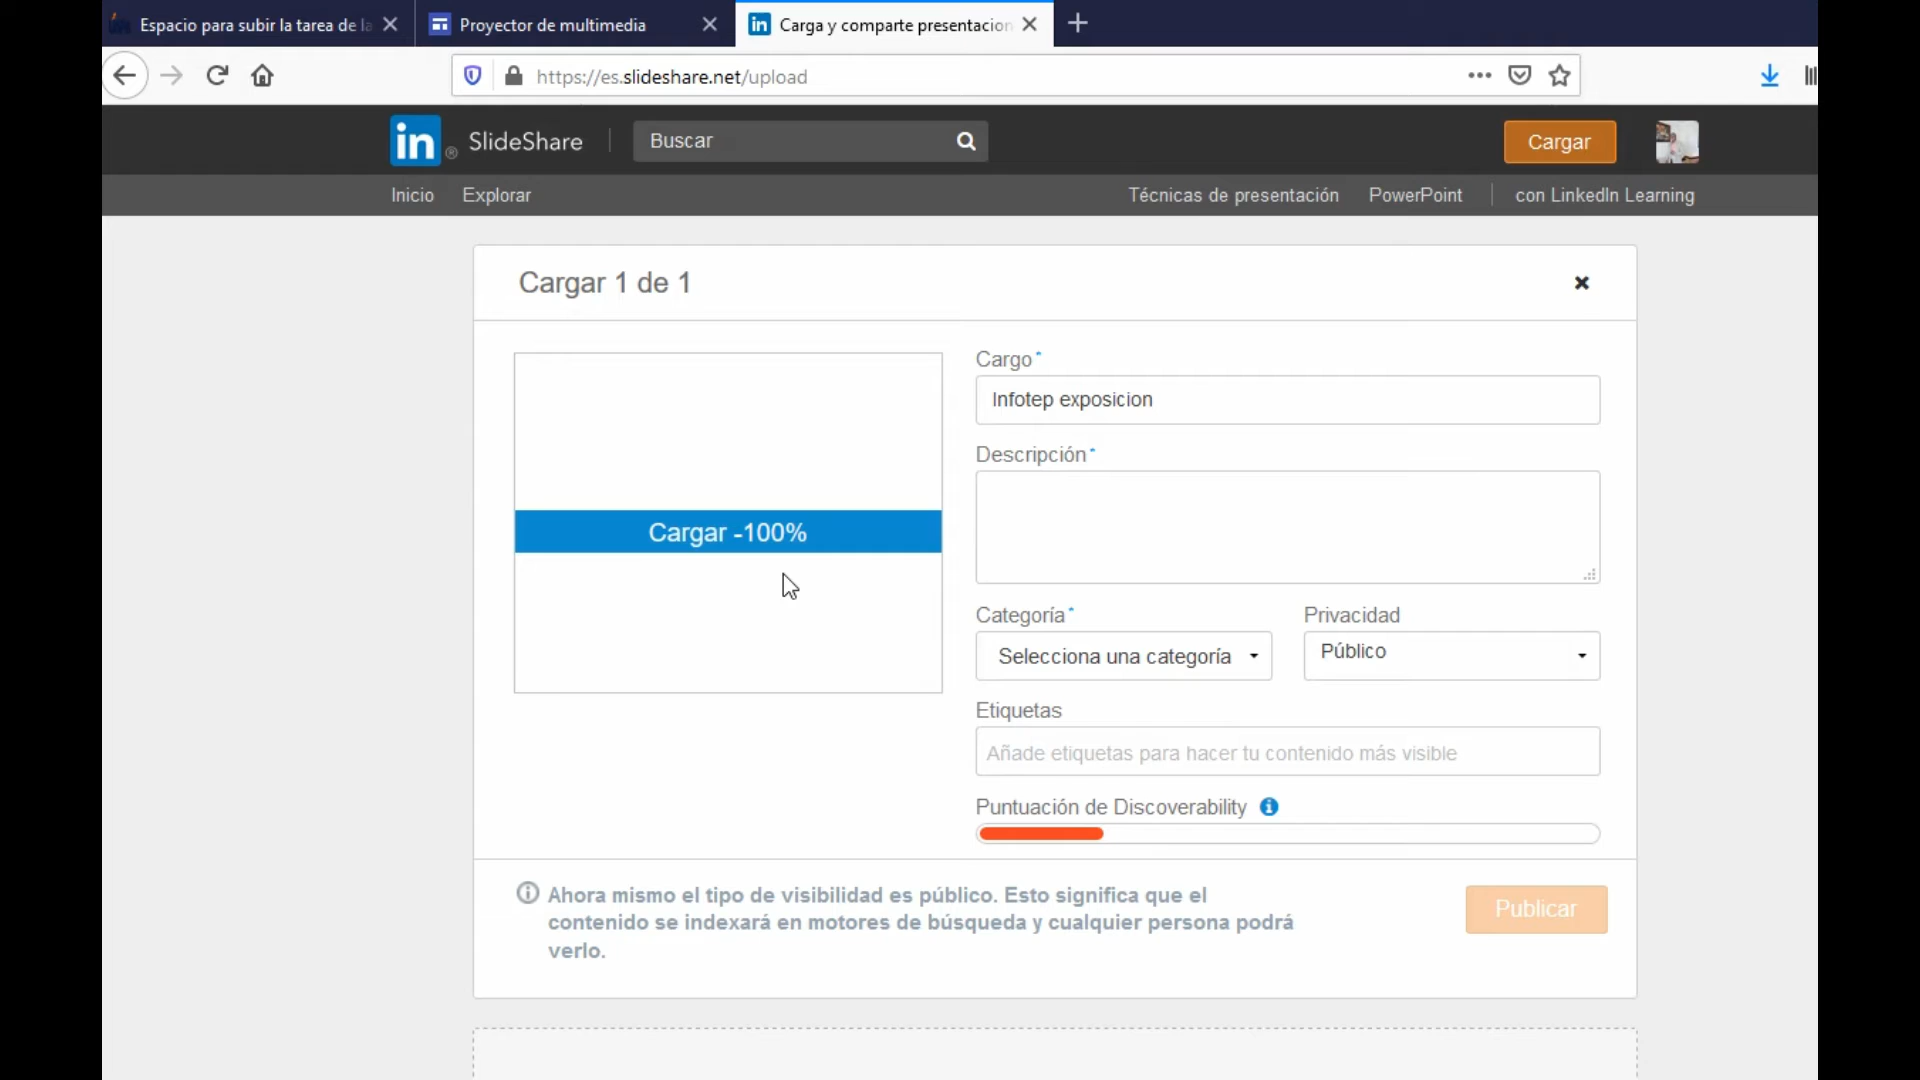 Espacio para subir la tarea de la
Proyector de multimedia
Carga y comparte presentacion
https://es.slideshare.net/upload
in ® SlideShare
Buscar
Cargar
Inicio
Explorar
Técnicas de presentación
PowerPoint
con LinkedIn Learning
Cargar 1 de 1
Cargo*
Infotep exposicion
Descripción*
Cargar -100%
Categoría*
Privacidad
Selecciona una categoría
Público
Etiquetas
Añade etiquetas para hacer tu contenido más visible
Puntuación de Discoverability
Ahora mismo el tipo de visibilidad es público. Esto significa que el
contenido se indexará en motores de búsqueda y cualquier persona podrá
verlo.
Publicar